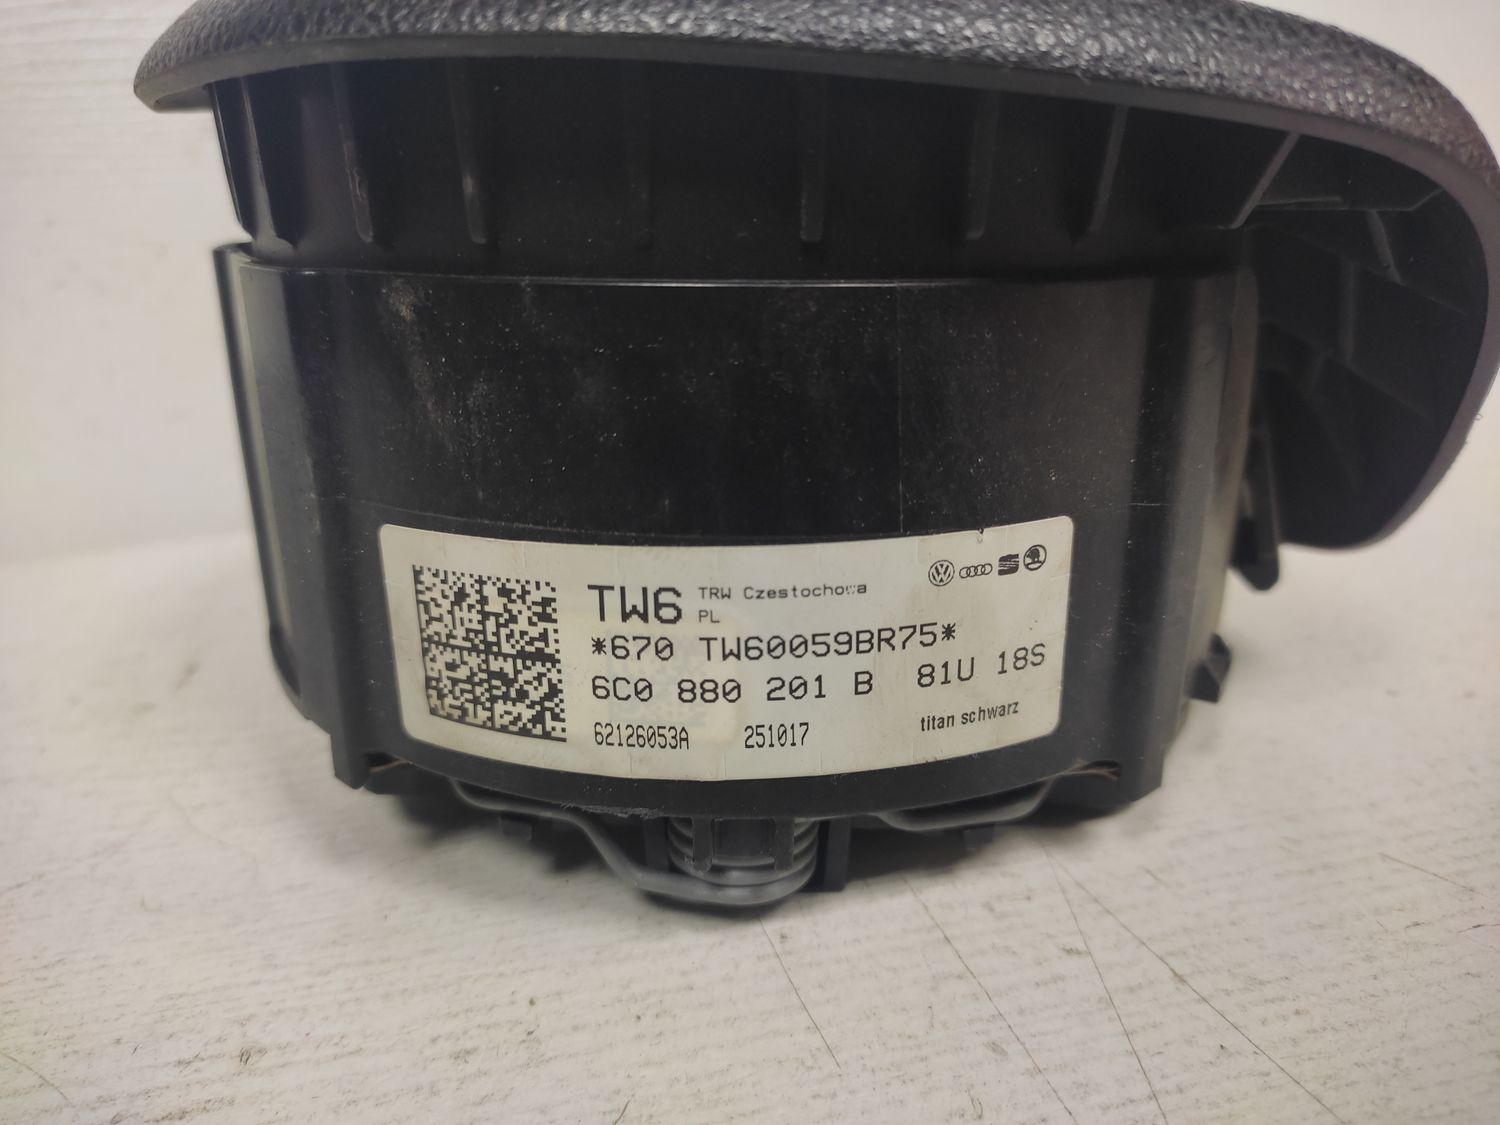 TW6 TRW Czestochowa
PL
*670 TW60059BR75*
6C0 880 201 B 81U 18S
62126053A 251017 titan schwarz